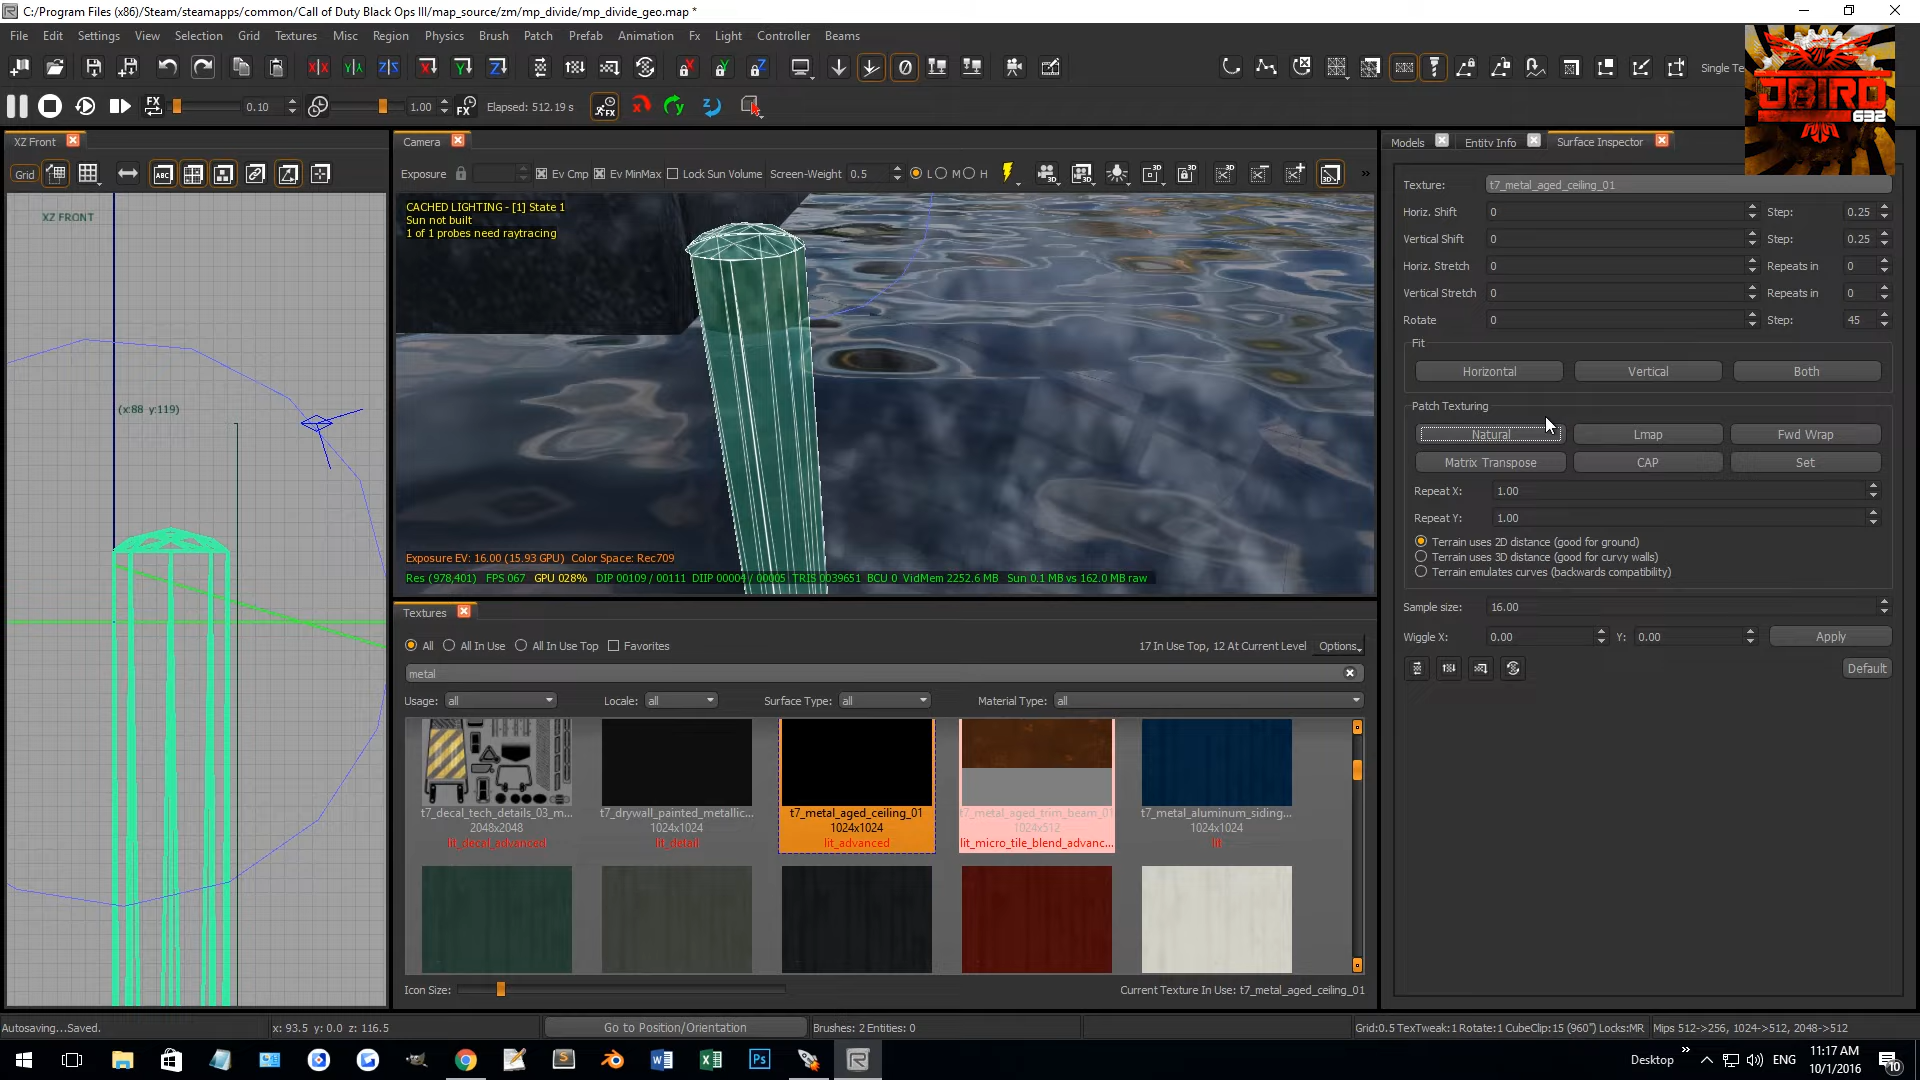 C:/Program Files (x86)/Steam/steamapps/common/Call of Duty Black Ops III/map_source/zm/mp_divide/mp_divide_geo.map *
File Edit Settings View Selection Grid Textures Misc Region Physics Brush Patch Prefab Animation Fx Light Controller Beams
Single Te
FX 0.10 1.00 FX Elapsed: 512.19 s
JBIRD
632
XZ Front Camera Models Entity Info Surface Inspector
Grid ABC Exposure Ev Cmp Ev MinMax Lock Sun Volume Screen-Weight 0.5 L M H
XZ FRONT
(x:88 y:119)
CACHED LIGHTING - [1] State 1
Sun not built
1 of 1 probes need raytracing
Exposure EV: 16.00 (15.93 GPU) Color Space: Rec709
Res (978,401) FPS 067 GPU 028% DIP 00109 / 00111 DIIP 00004 / 00005 TRIS 0039651 BCU 0 VidMem 2252.6 MB Sun 0.1 MB vs 162.0 MB raw
Texture: t7_metal_aged_ceiling_01
Horiz. Shift 0 Step: 0.25
Vertical Shift 0 Step: 0.25
Horiz. Stretch 0 Repeats in 0
Vertical Stretch 0 Repeats in 0
Rotate 0 Step: 45
Fit
Horizontal Vertical Both
Patch Texturing
Natural Lmap Fwd Wrap
Matrix Transpose CAP Set
Repeat X: 1.00
Repeat Y: 1.00
Terrain uses 2D distance (good for ground)
Terrain uses 3D distance (good for curvy walls)
Terrain emulates curves (backwards compatibility)
Sample size: 16.00
Wiggle X: 0.00 Y: 0.00 Apply
Default
Textures
All All In Use All In Use Top Favorites 17 In Use Top, 12 At Current Level Options
metal
Usage: all Locale: all Surface Type: all Material Type: all
t7_decal_tech_details_03_m... t7_drywall_painted_metallic... t7_metal_aged_ceiling_01 t7_metal_aged_trim_beam_01 t7_metal_aluminum_siding...
2048x2048 1024x1024 1024x1024 1024x512 1024x1024
lit_decal_advanced lit_detail lit_advanced lit_micro_tile_blend_advanc... lit
Icon Size: Current Texture In Use: t7_metal_aged_ceiling_01
Autosaving...Saved. x: 93.5 y: 0.0 z: 116.5 Go to Position/Orientation Brushes: 2 Entities: 0 Grid:0.5 TexTweak:1 Rotate:1 CubeClip:15 (960") Locks:MR Mips 512->256, 1024->512, 2048->512
Desktop ENG 11:17 AM
10/1/2016
10